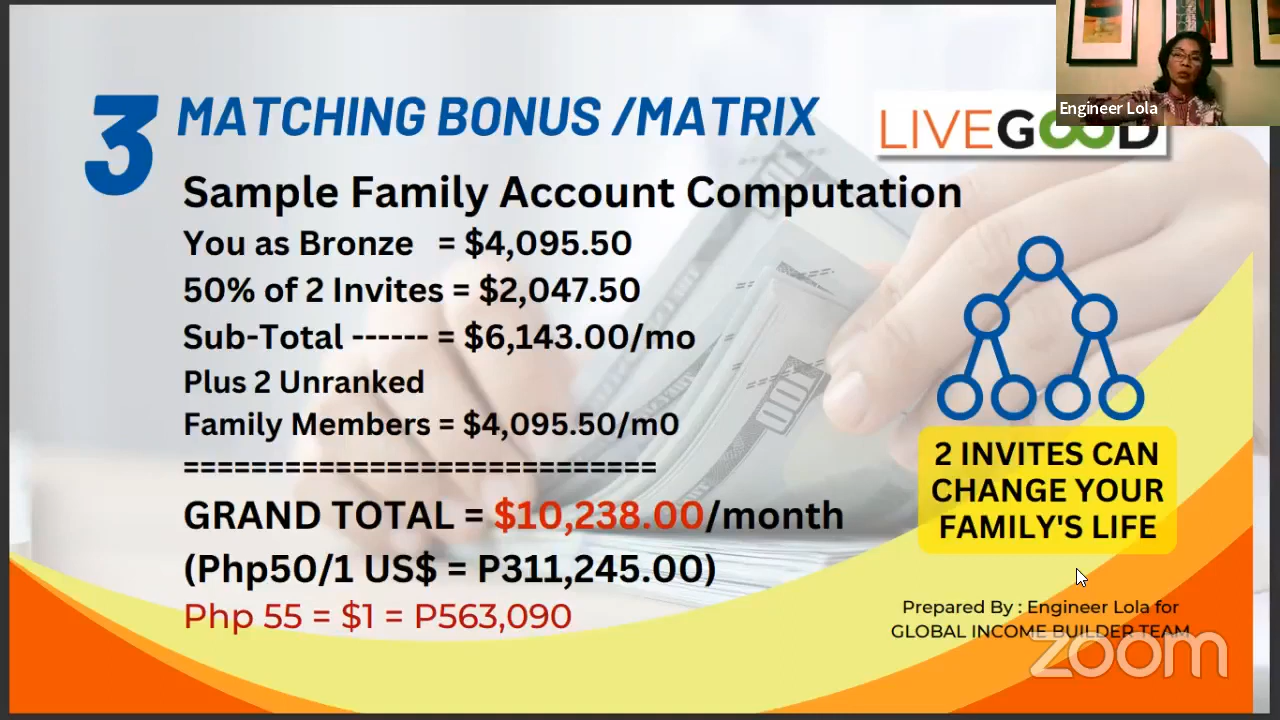 3 MATCHING BONUS /MATRIX
Engineer Lola
LIVEGOOD
Sample Family Account Computation
You as Bronze = $4,095.50
50% of 2 Invites = $2,047.50
Sub-Total ------ = $6,143.00/mo
Plus 2 Unranked
Family Members = $4,095.50/m0
============================
GRAND TOTAL = $10,238.00/month
(Php50/1 US$ = P311,245.00)
Php 55 = $1 = P563,090
2 INVITES CAN
CHANGE YOUR
FAMILY'S LIFE
Prepared By : Engineer Lola for
GLOBAL INCOME BUILDER TEAM
zoom
100